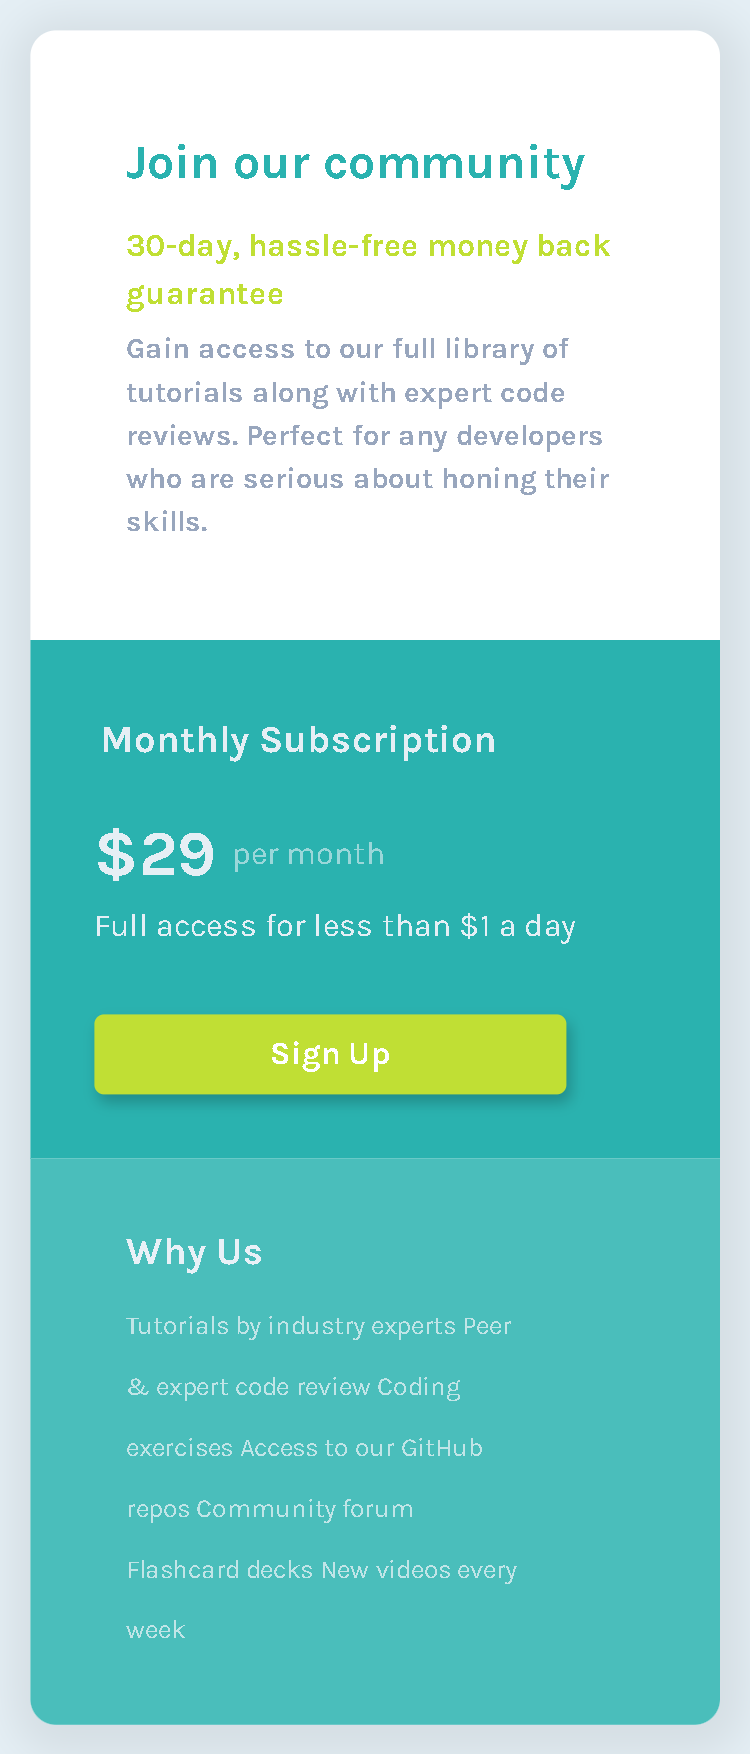 Join our community
30-day, hassle-free money back
guarantee
Gain access to our full library of
tutorials along with expert code
reviews. Perfect for any developers
who are serious about honing their
skills.
Monthly Subscription
$29 per month
Full access for less than $1 a day
Sign Up
Why Us
Tutorials by industry experts Peer
& expert code review Coding
exercises Access to our GitHub
repos Community forum
Flashcard decks New videos every
week